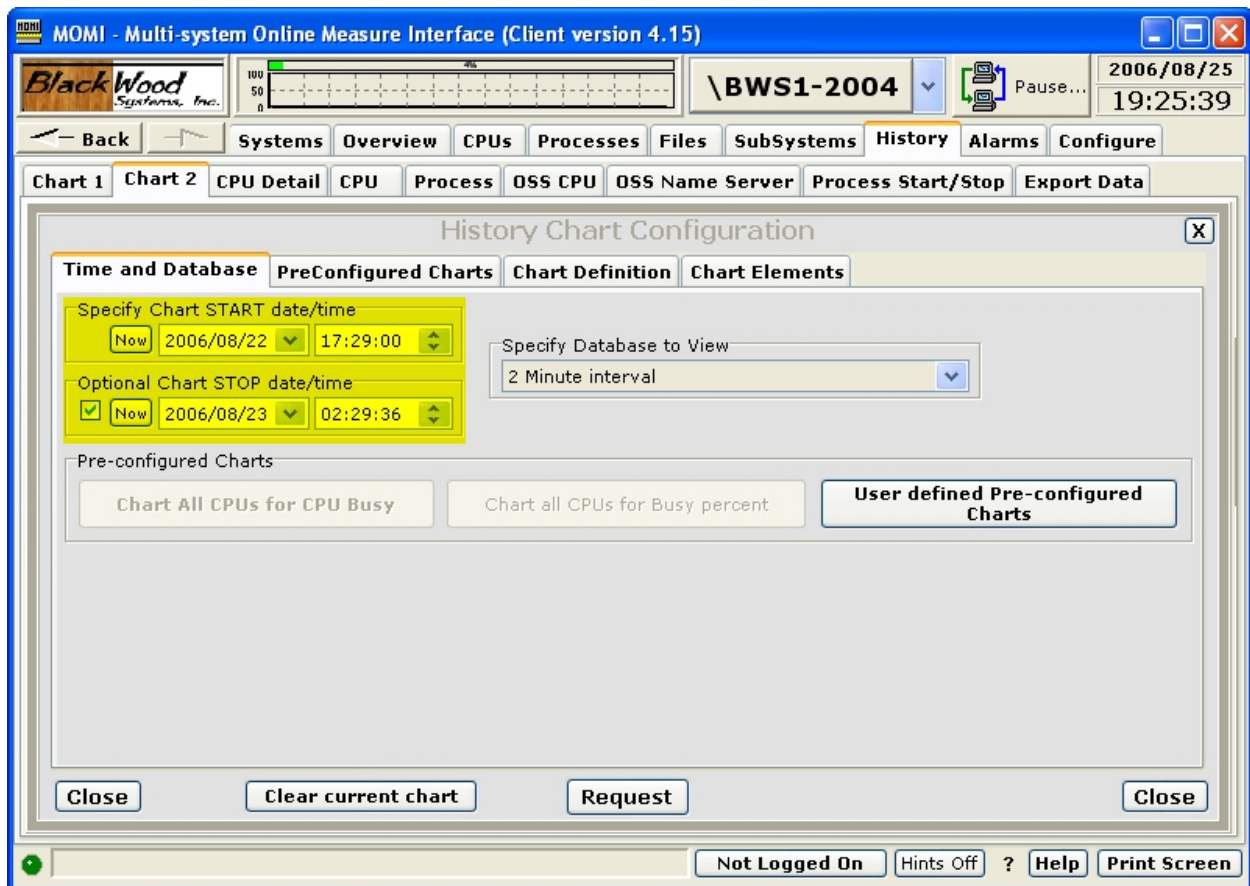 MOMI
MOMI - Multi-system Online Measure Interface (Client version 4.15)
BlackWood
Systems, Inc.
4%
100
50
0
\BWS1-2004
Pause...
2006/08/25
19:25:39
Back
Systems Overview CPUs Processes Files SubSystems History Alarms Configure
Chart 1 Chart 2 CPU Detail CPU Process OSS CPU OSS Name Server Process Start/Stop Export Data
History Chart Configuration
X
Time and Database PreConfigured Charts Chart Definition Chart Elements
Specify Chart START date/time
Now 2006/08/22 17:29:00
Optional Chart STOP date/time
Now 2006/08/23 02:29:36
Specify Database to View
2 Minute interval
Pre-configured Charts
Chart All CPUs for CPU Busy
Chart all CPUs for Busy percent
User defined Pre-configured
Charts
Close Clear current chart Request Close
Not Logged On Hints Off ? Help Print Screen